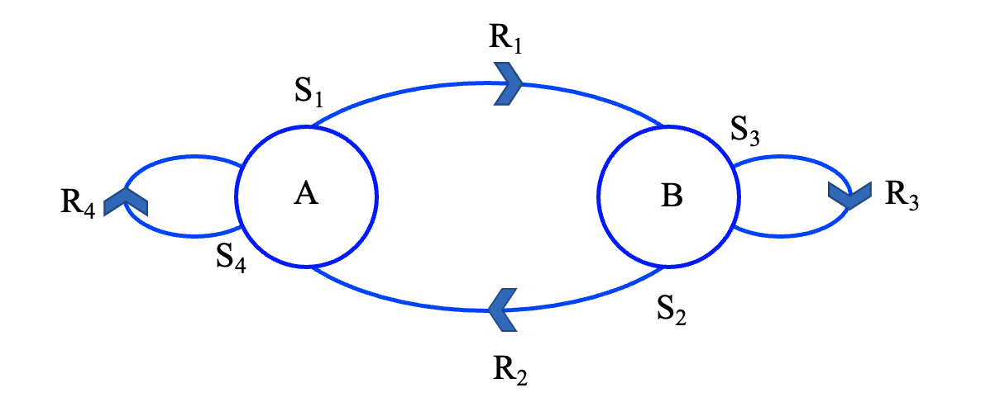 R₁
S₁
S₃
A
B
R₄
R₃
S₄
S₂
R₂